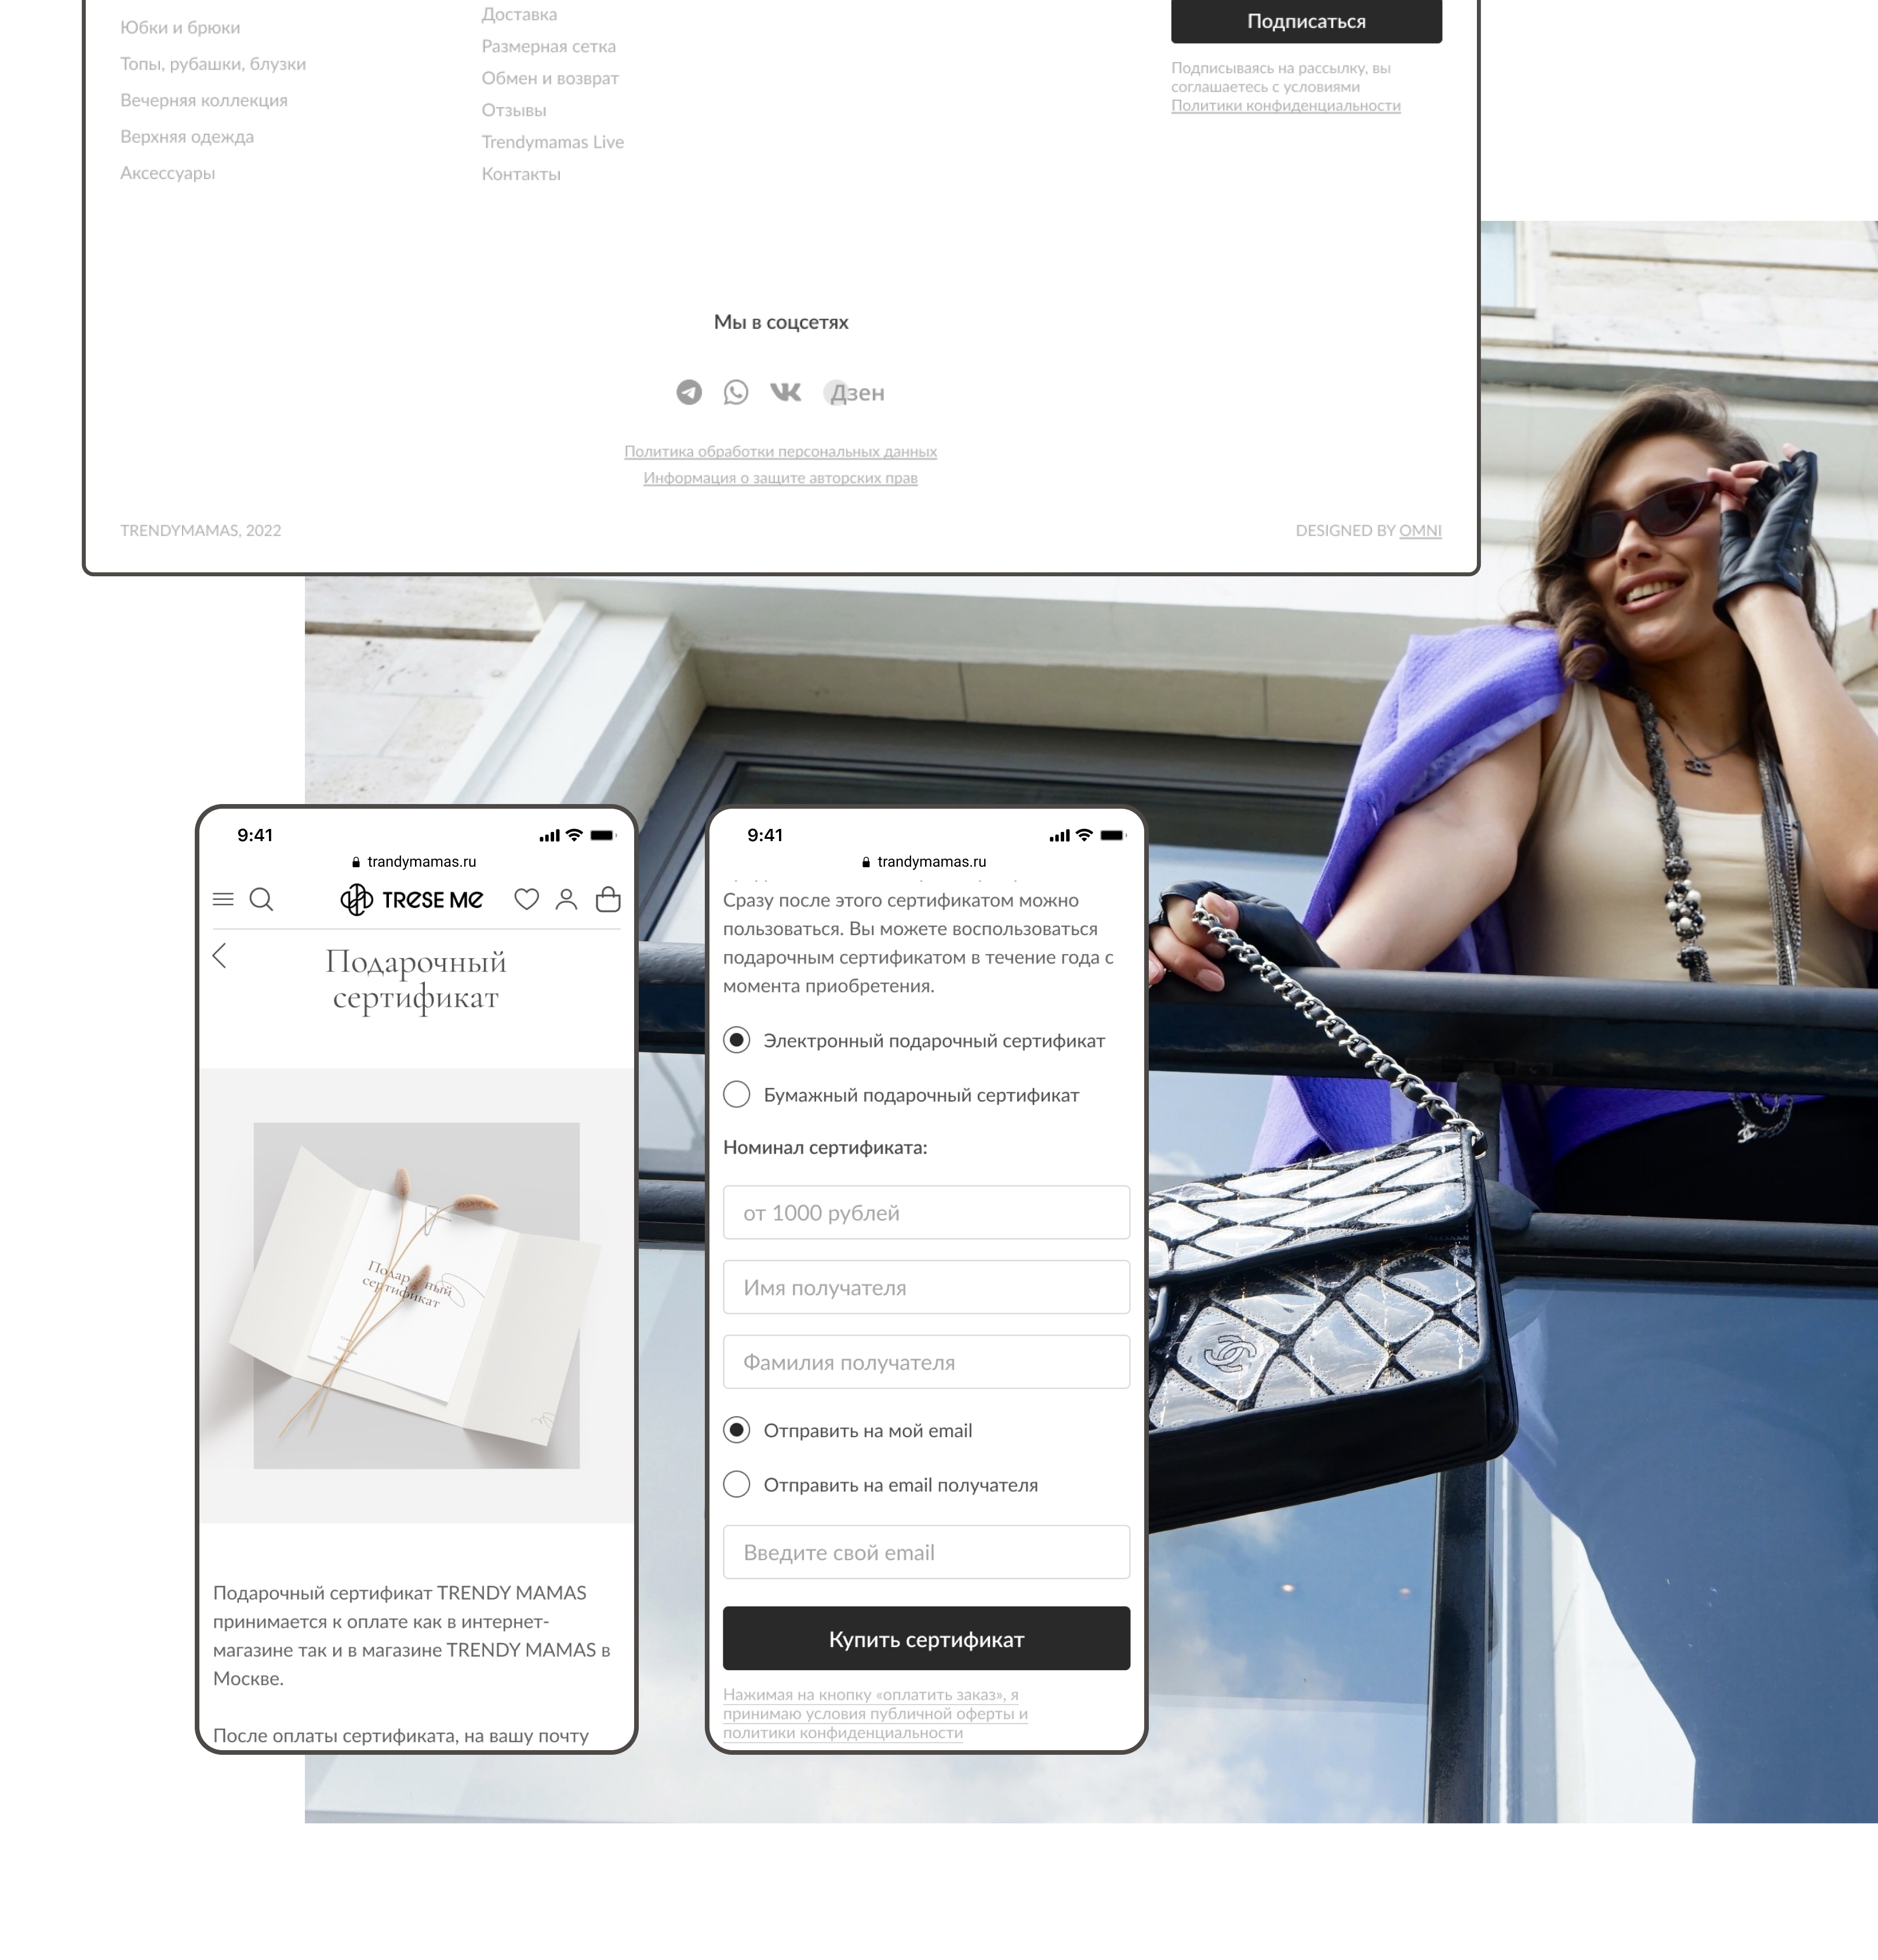 Юбки и брюки
Топы, рубашки, блузки
Вечерняя коллекция
Верхняя одежда
Аксессуары
Доставка
Размерная сетка
Обмен и возврат
Отзывы
Trendymamas Live
Контакты
Подписаться
Подписываясь на рассылку, вы
соглашаетесь с условиями
Политики конфиденциальности
Мы в соцсетях
Дзен
Политика обработки персональных данных
Информация о защите авторских прав
TRENDYMAMAS, 2022
DESIGNED BY OMNI
9:41
trandymamas.ru
TRESE ME
Подарочный
сертификат
сертификат
Подарочный сертификат TRENDY MAMAS
принимается к оплате как в интернет-
магазине так и в магазине TRENDY MAMAS в
Москве.
После оплаты сертификата, на вашу почту
9:41
trandymamas.ru
Сразу после этого сертификатом можно
пользоваться. Вы можете воспользоваться
подарочным сертификатом в течение года с
момента приобретения.
Электронный подарочный сертификат
Бумажный подарочный сертификат
Номинал сертификата:
от 1000 рублей
Имя получателя
Фамилия получателя
Отправить на мой email
Отправить на email получателя
Введите свой email
Купить сертификат
Нажимая на кнопку «оплатить заказ», я
принимаю условия публичной оферты и
политики конфиденциальности